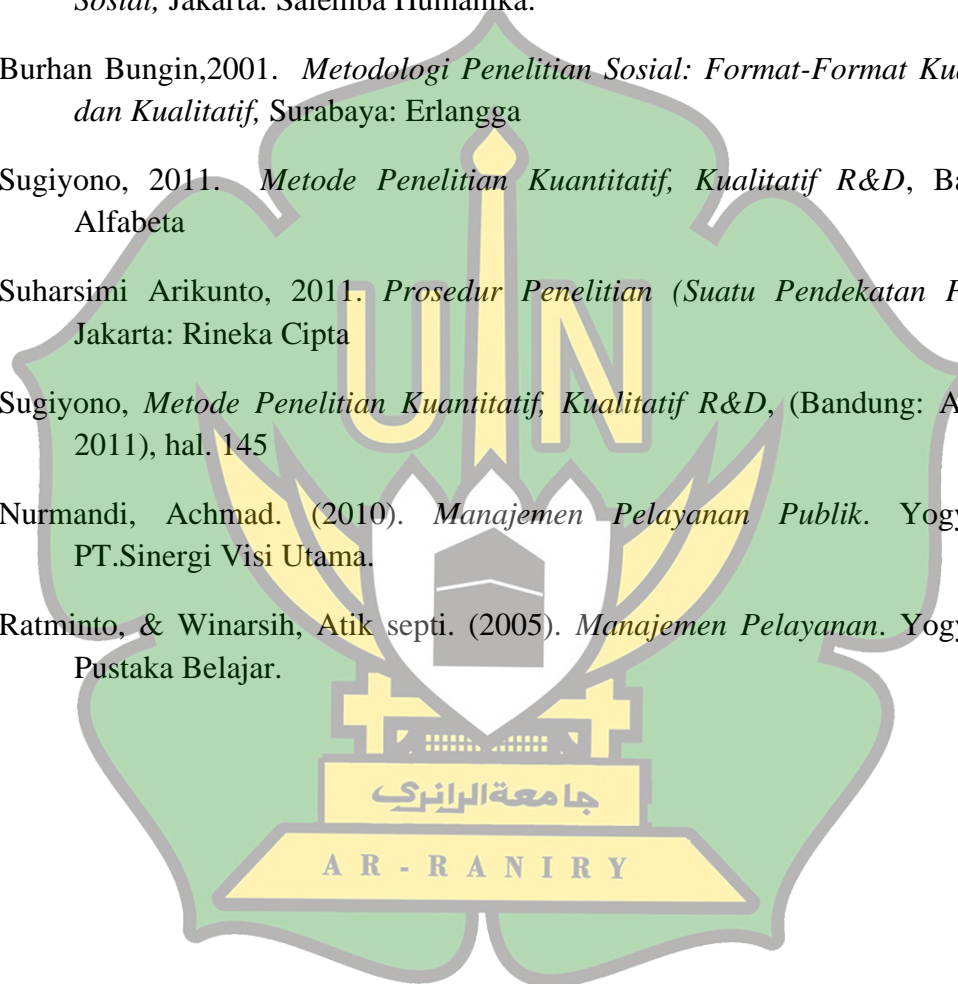 Sosial, Jakarta. Salemba Humanika.
Burhan Bungin,2001. Metodologi Penelitian Sosial: Format-Format
dan Kualitatif, Surabaya: Erlangga
Sugiyono, 2011. Metode Penelitian Kuantitatif, Kualitatif R&D,
Alfabeta
Suharsimi Arikunto, 2011. Prosedur Penelitian (Suatu Pendekatan
Jakarta: Rineka Cipta
Sugiyono, Metode Penelitian Kuantitatif, Kualitatif R&D, (Bandung:
2011), hal. 145
Nurmandi, Achmad. (2010). Manajemen Pelayanan Publik.
PT.Sinergi Visi Utama.
Ratminto, & Winarsih, Atik septi. (2005). Manajemen Pelayanan.
Pustaka Belajar.
UIN
جامعة الرانري
AR-RANIRY